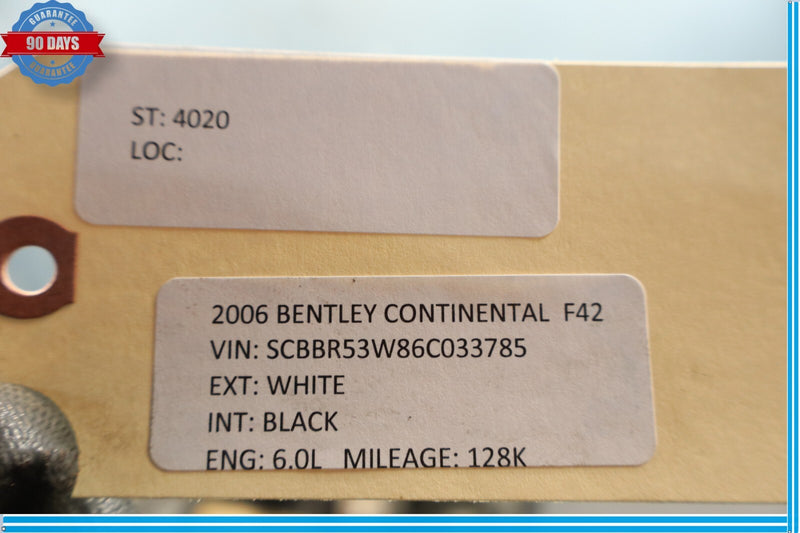 GUARANTEE
90 DAYS
GUARANTEE
ST: 4020
LOC:
2006 BENTLEY CONTINENTAL F42
VIN: SCBBR53W86C033785
EXT: WHITE
INT: BLACK
ENG: 6.0L MILEAGE: 128K